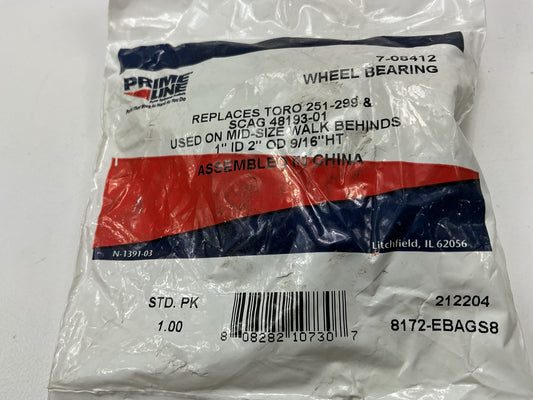 7-08412
WHEEL BEARING
PRIME
LINE
REPLACES TORO 251-299 &
SCAG 48193-01
USED ON MID-SIZE WALK BEHINDS
1" ID 2" OD 9/16"HT
ASSEMBLED IN CHINA
N-1391-03
Litchfield, IL 62056
STD. PK
1.00
8 08282 10730 7
212204
8172-EBAGS8